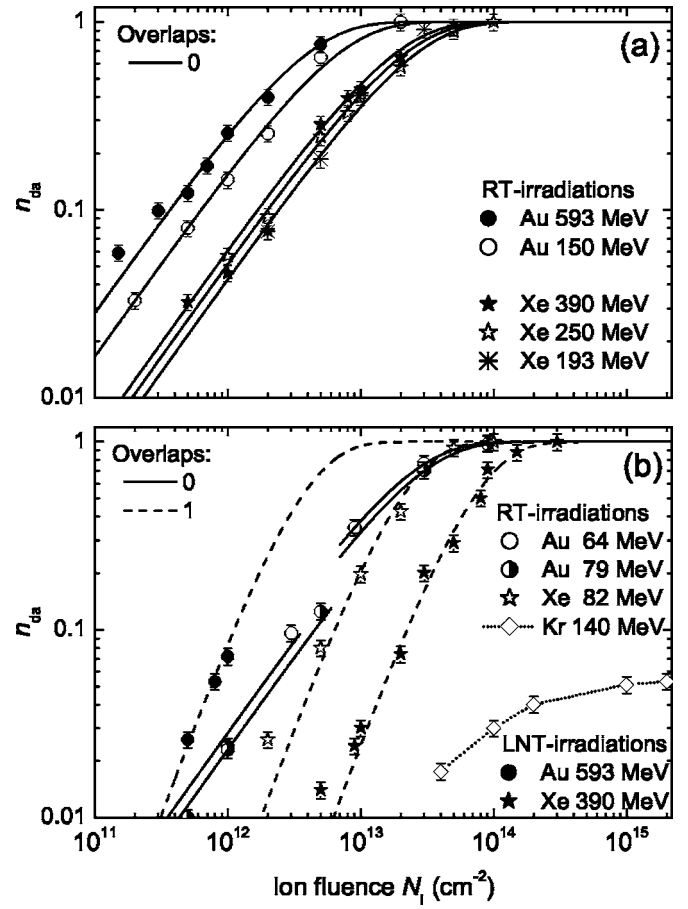 1
Overlaps:
0
(a)
n_da
0.1
RT-irradiations
Au 593 MeV
Au 150 MeV
Xe 390 MeV
Xe 250 MeV
Xe 193 MeV
0.01
1
Overlaps:
0
1
(b)
RT-irradiations
Au 64 MeV
Au 79 MeV
Xe 82 MeV
Kr 140 MeV
n_da
0.1
LNT-irradiations
Au 593 MeV
Xe 390 MeV
0.01
10^11 10^12 10^13 10^14 10^15
Ion fluence N_I (cm^-2)